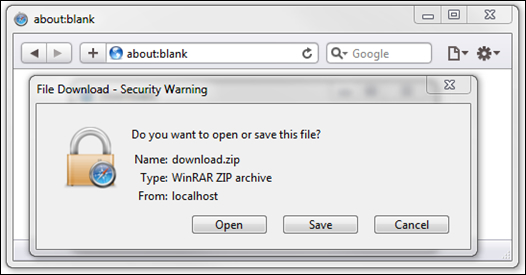 about:blank
about:blank
Google
File Download - Security Warning
Do you want to open or save this file?
Name: download.zip
Type: WinRAR ZIP archive
From: localhost
Open Save Cancel